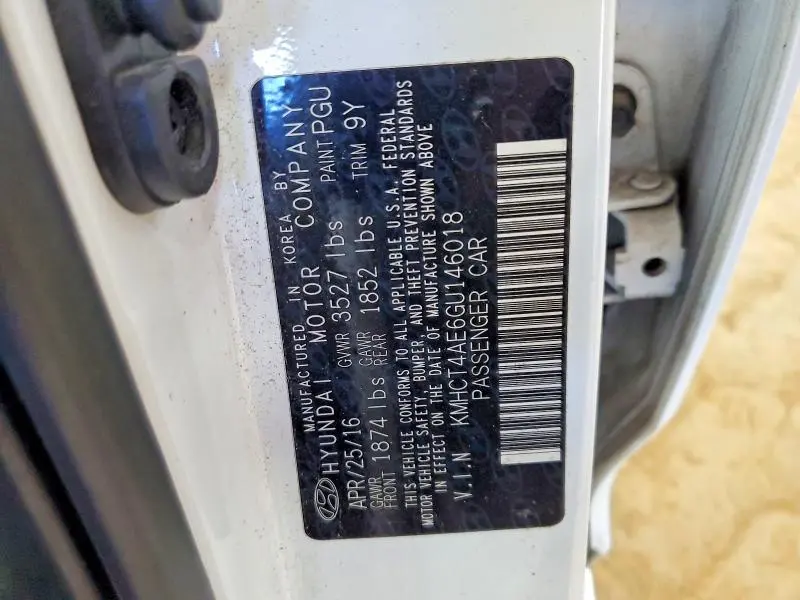 MANUFACTURED IN KOREA BY
HYUNDAI MOTOR COMPANY
APR/25/16 GVWR 3527 lbs PAINT PGU
GAWR FRONT 1874 lbs GAWR REAR 1852 lbs TRIM 9Y
THIS VEHICLE CONFORMS TO ALL APPLICABLE U.S.A. FEDERAL
MOTOR VEHICLE SAFETY, BUMPER, AND THEFT PREVENTION STANDARDS
IN EFFECT ON THE DATE OF MANUFACTURE SHOWN ABOVE
V.I.N KMHCT4AE6GU146018
PASSENGER CAR